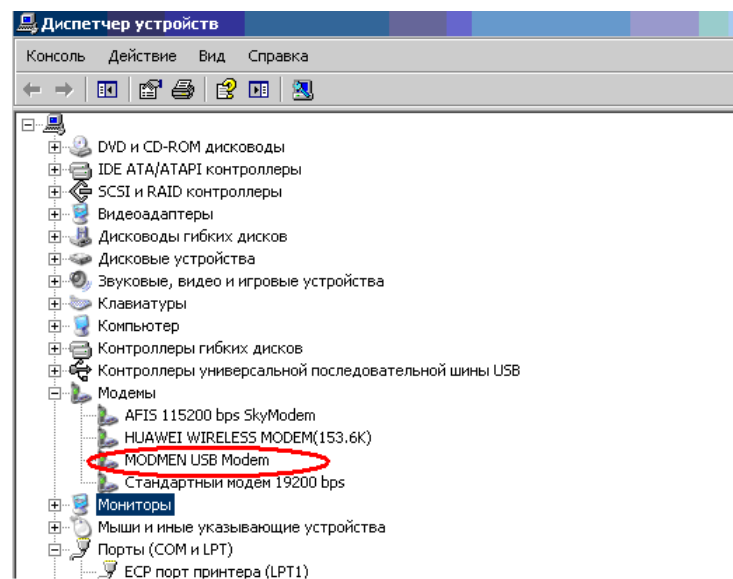 Диспетчер устройств
Консоль Действие Вид Справка
DVD и CD-ROM дисководы
IDE ATA/ATAPI контроллеры
SCSI и RAID контроллеры
Видеоадаптеры
Дисководы гибких дисков
Дисковые устройства
Звуковые, видео и игровые устройства
Клавиатуры
Компьютер
Контроллеры гибких дисков
Контроллеры универсальной последовательной шины USB
Модемы
AFIS 115200 bps SkyModem
HUAWEI WIRELESS MODEM(153.6K)
MODMEN USB Modem
Стандартный модем 19200 bps
Мониторы
Мыши и иные указывающие устройства
Порты (COM и LPT)
ECP порт принтера (LPT1)